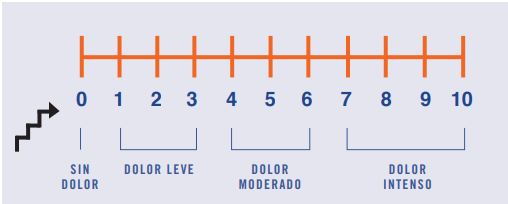 0 1 2 3 4 5 6 7 8 9 10
SIN DOLOR LEVE DOLOR DOLOR
DOLOR MODERADO INTENSO